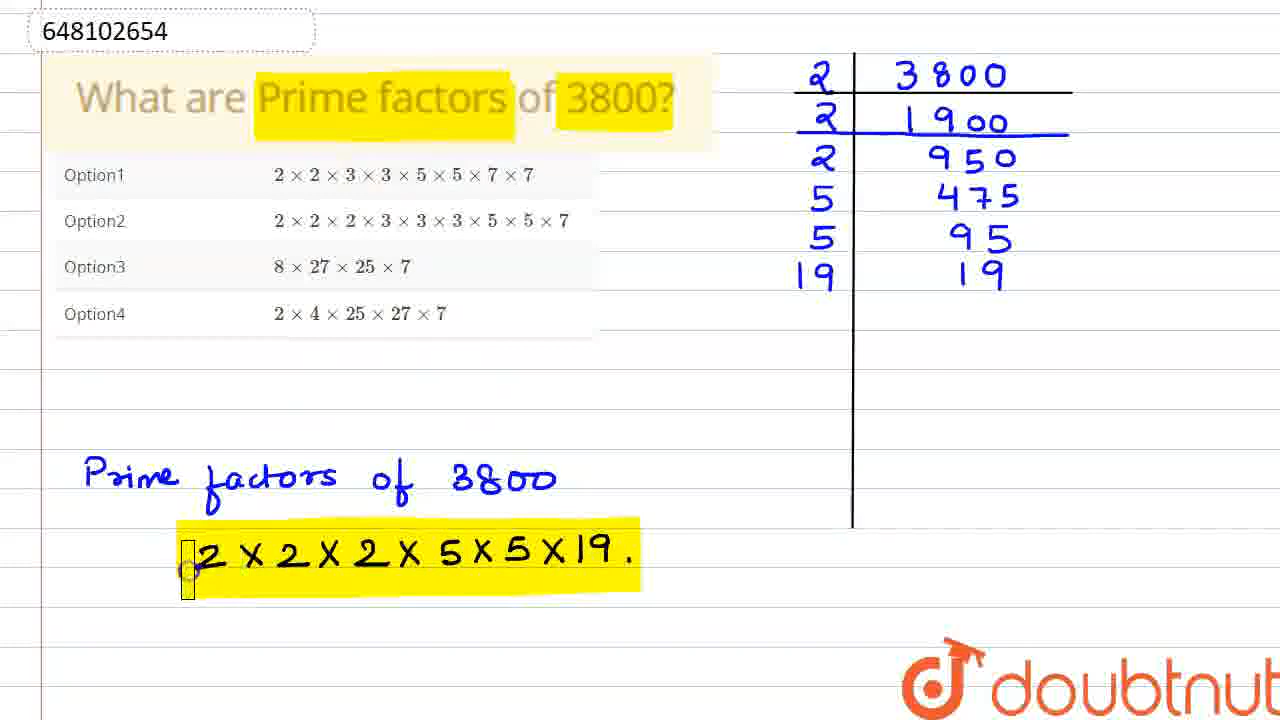 648102654
What are Prime factors of 3800?
Option1 2 × 2 × 3 × 3 × 5 × 5 × 7 × 7
Option2 2 × 2 × 2 × 3 × 3 × 3 × 5 × 5 × 7
Option3 8 × 27 × 25 × 7
Option4 2 × 4 × 25 × 27 × 7
2 3800
2 1900
2 950
5 475
5 95
19 19
Prime factors of 3800
2 × 2 × 2 × 5 × 5 × 19.
doubtnut